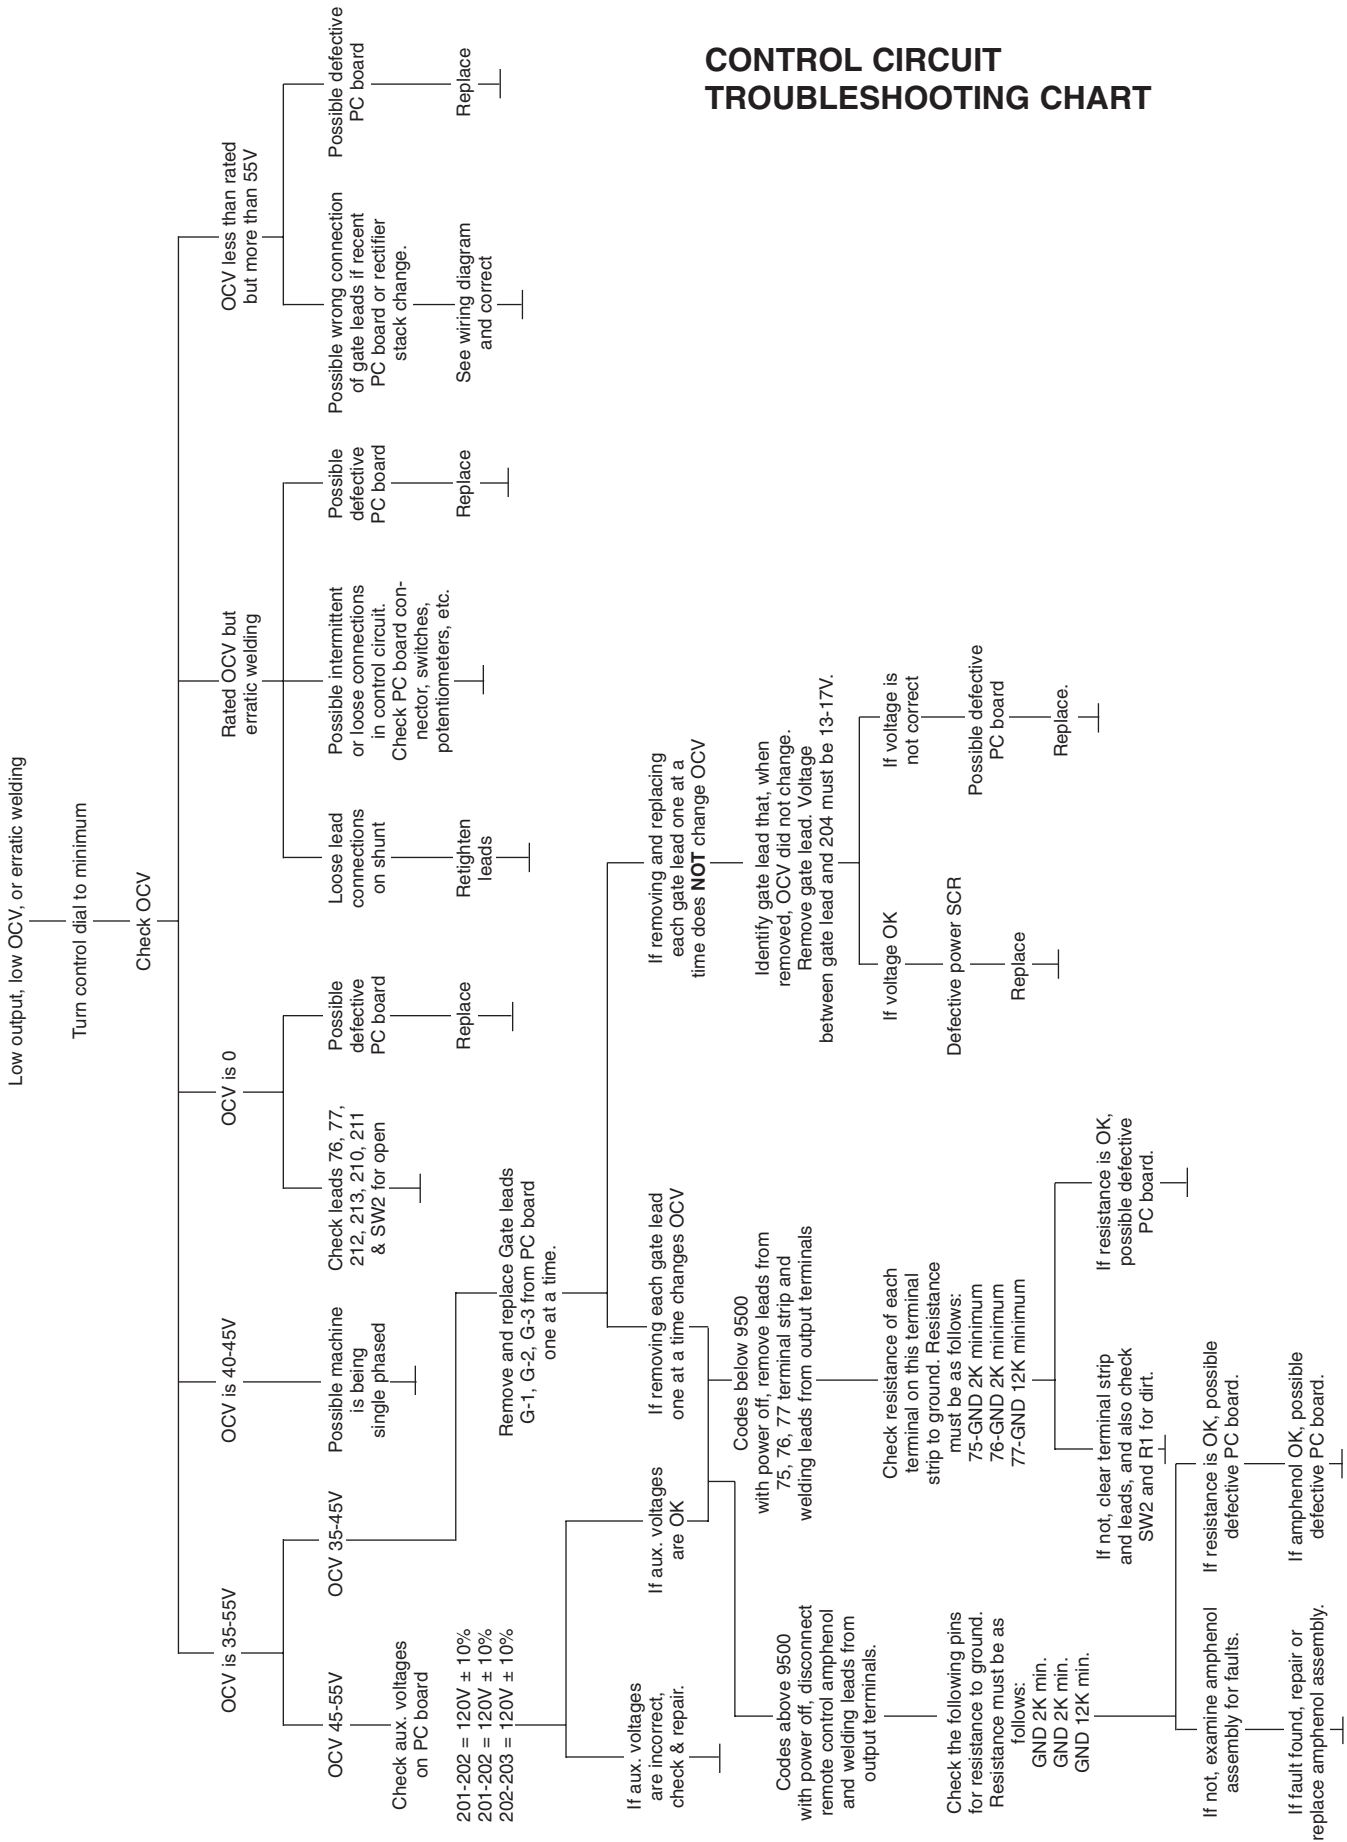 CONTROL CIRCUIT
TROUBLESHOOTING CHART
Low output, low OCV, or erratic welding
Turn control dial to minimum
Check OCV
OCV is 35-55V
OCV is 40-45V
OCV is 0
Rated OCV but
erratic welding
OCV less than rated
but more than 55V
OCV 45-55V
OCV 35-45V
Possible machine
is being
single phased
Check leads 76, 77,
212, 213, 210, 211
& SW2 for open
Possible
defective
PC board
Replace
Loose lead
connections
on shunt
Retighten
leads
Possible intermittent
or loose connections
in control circuit.
Check PC board con-
nector, switches,
potentiometers, etc.
Possible
defective
PC board
Replace
Possible wrong connection
of gate leads if recent
PC board or rectifier
stack change.
See wiring diagram
and correct
Possible defective
PC board
Replace
Check aux. voltages
on PC board
201-202 = 120V ± 10%
201-202 = 120V ± 10%
202-203 = 120V ± 10%
Remove and replace Gate leads
G-1, G-2, G-3 from PC board
one at a time.
If aux. voltages
are incorrect,
check & repair.
If aux. voltages
are OK
If removing each gate lead
one at a time changes OCV
If removing and replacing
each gate lead one at a
time does NOT change OCV
Identify gate lead that, when
removed, OCV did not change.
Remove gate lead. Voltage
between gate lead and 204 must be 13-17V.
If voltage OK
Defective power SCR
Replace
If voltage is
not correct
Possible defective
PC board
Replace.
Codes above 9500
with power off, disconnect
remote control amphenol
and welding leads from
output terminals.
Check the following pins
for resistance to ground.
Resistance must be as
follows:
GND 2K min.
GND 2K min.
GND 12K min.
Codes below 9500
with power off, remove leads from
75, 76, 77 terminal strip and
welding leads from output terminals
Check resistance of each
terminal on this terminal
strip to ground. Resistance
must be as follows:
75-GND 2K minimum
76-GND 2K minimum
77-GND 12K minimum
If not, clear terminal strip
and leads, and also check
SW2 and R1 for dirt.
If resistance is OK,
possible defective
PC board.
If not, examine amphenol
assembly for faults.
If resistance is OK, possible
defective PC board.
If fault found, repair or
replace amphenol assembly.
If amphenol OK, possible
defective PC board.